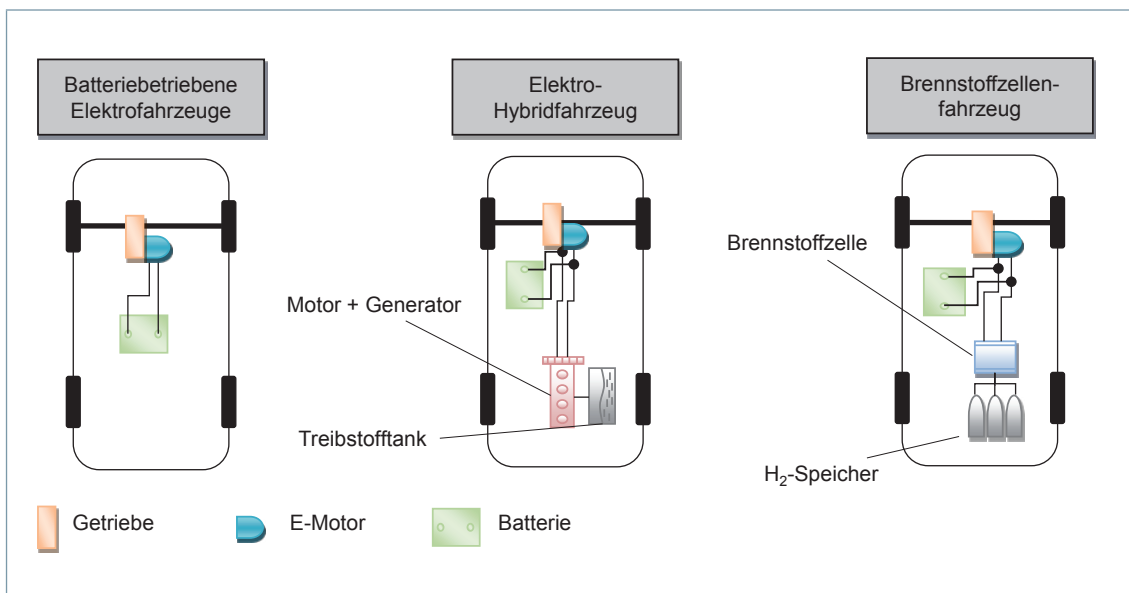 Batteriebetriebene
Elektrofahrzeuge
Elektro-
Hybridfahrzeug
Brennstoffzellen-
fahrzeug
Brennstoffzelle
Motor + Generator
Treibstofftank
H₂-Speicher
Getriebe
E-Motor
Batterie